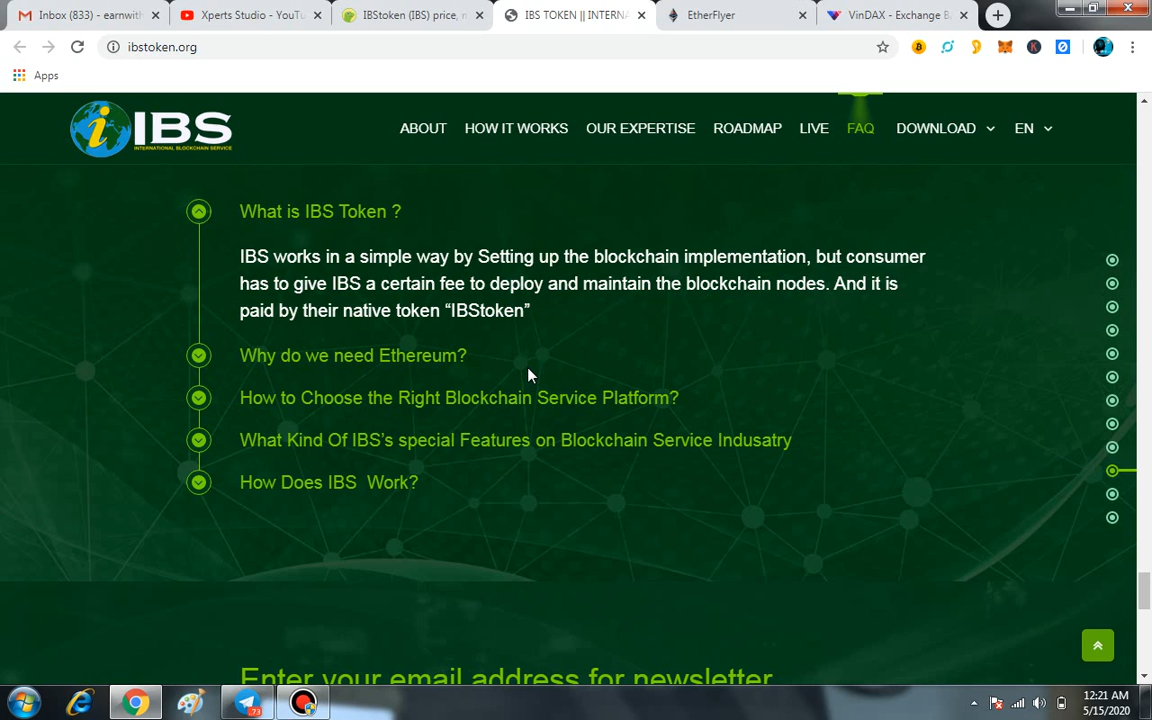 Inbox (833) - earnwith
Xperts Studio - YouTu
IBStoken (IBS) price, n
IBS TOKEN || INTERNA
EtherFlyer
VinDAX - Exchange B
ibstoken.org
Apps
IBS
INTERNATIONAL BLOCKCHAIN SERVICE
ABOUT HOW IT WORKS OUR EXPERTISE ROADMAP LIVE FAQ DOWNLOAD EN
What is IBS Token ?
IBS works in a simple way by Setting up the blockchain implementation, but consumer
has to give IBS a certain fee to deploy and maintain the blockchain nodes. And it is
paid by their native token “IBStoken”
Why do we need Ethereum?
How to Choose the Right Blockchain Service Platform?
What Kind Of IBS’s special Features on Blockchain Service Indusatry
How Does IBS  Work?
Enter your email address for newsletter
73
12:21 AM
5/15/2020